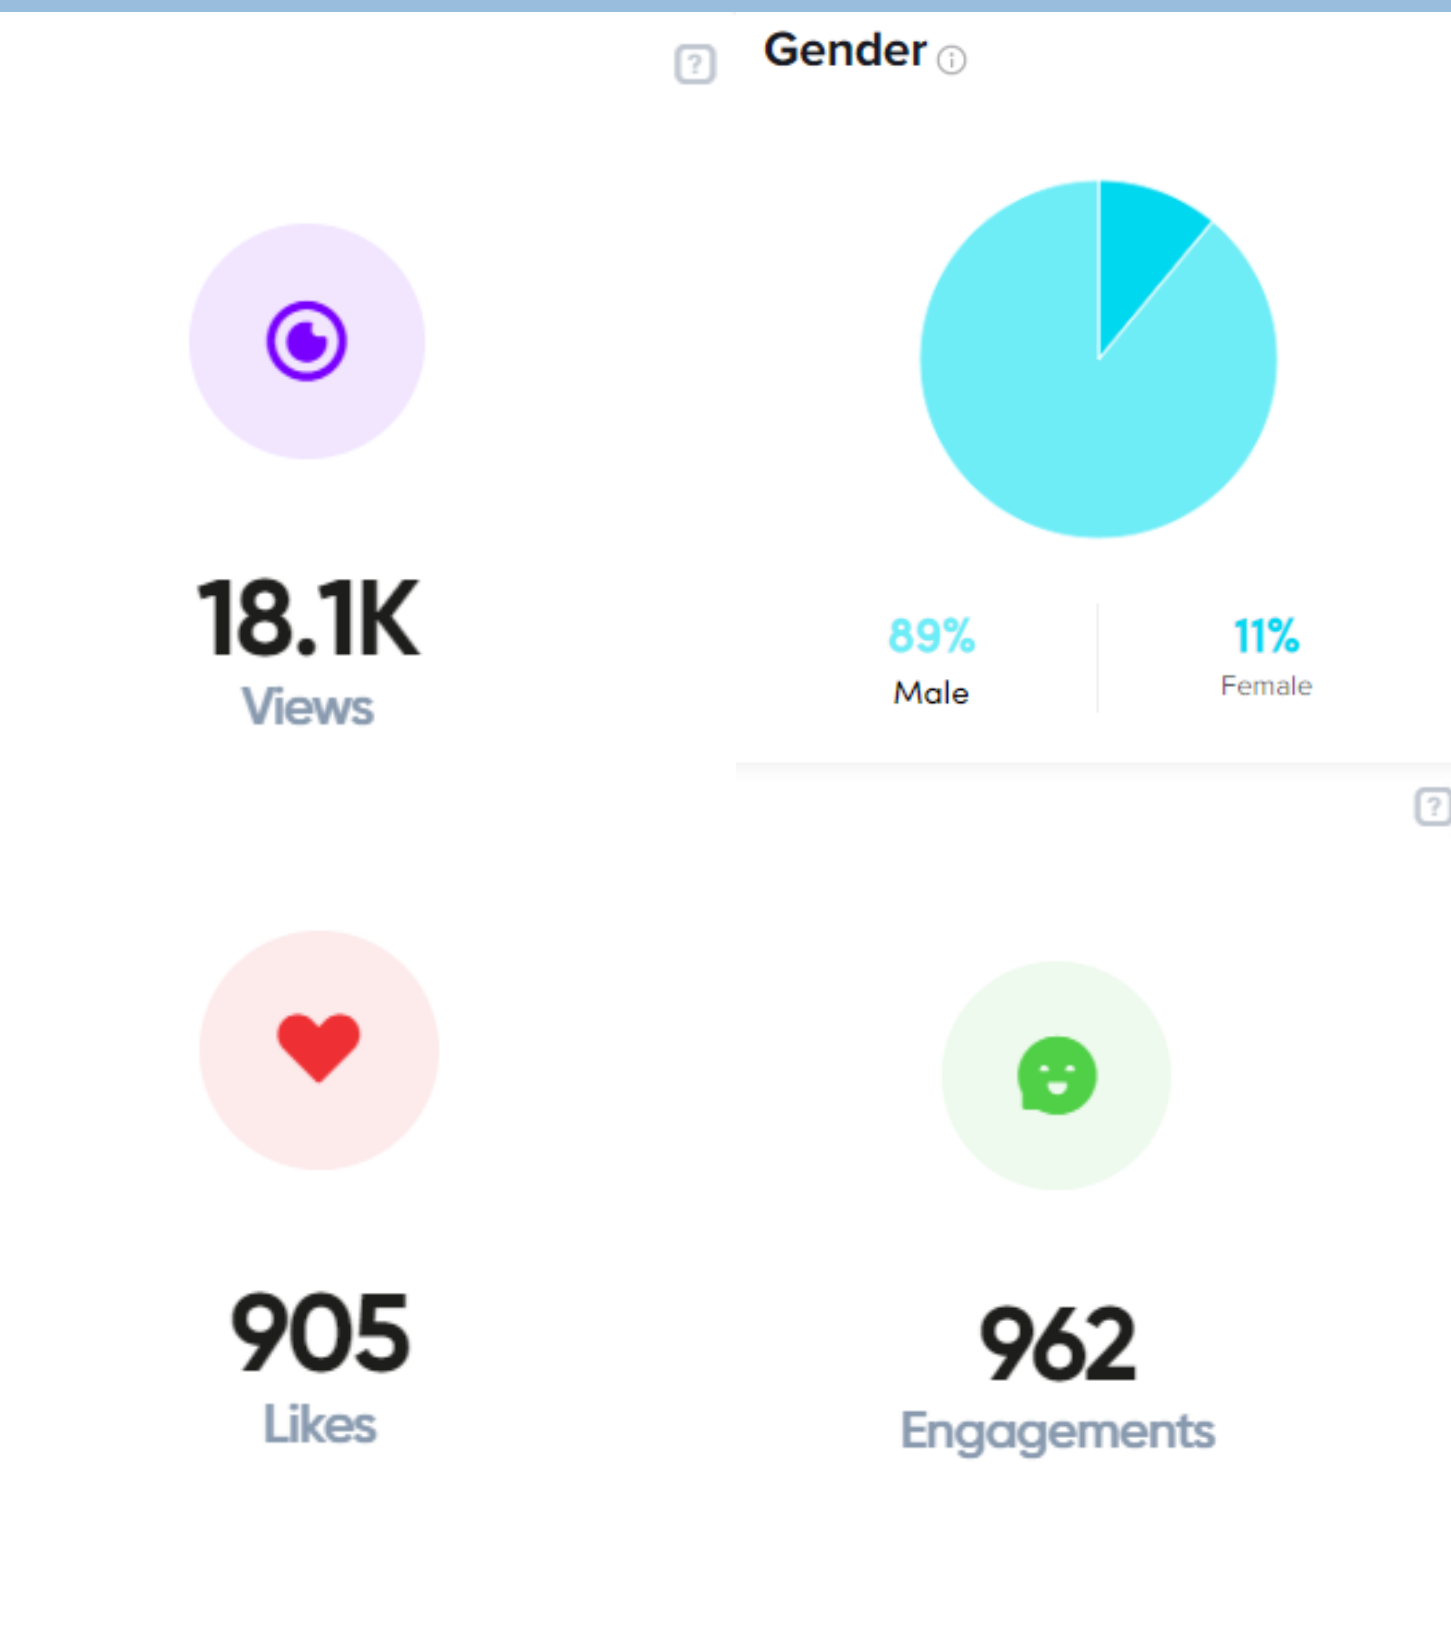 Gender
18.1K
Views
89%
Male
11%
Female
905
Likes
962
Engagements